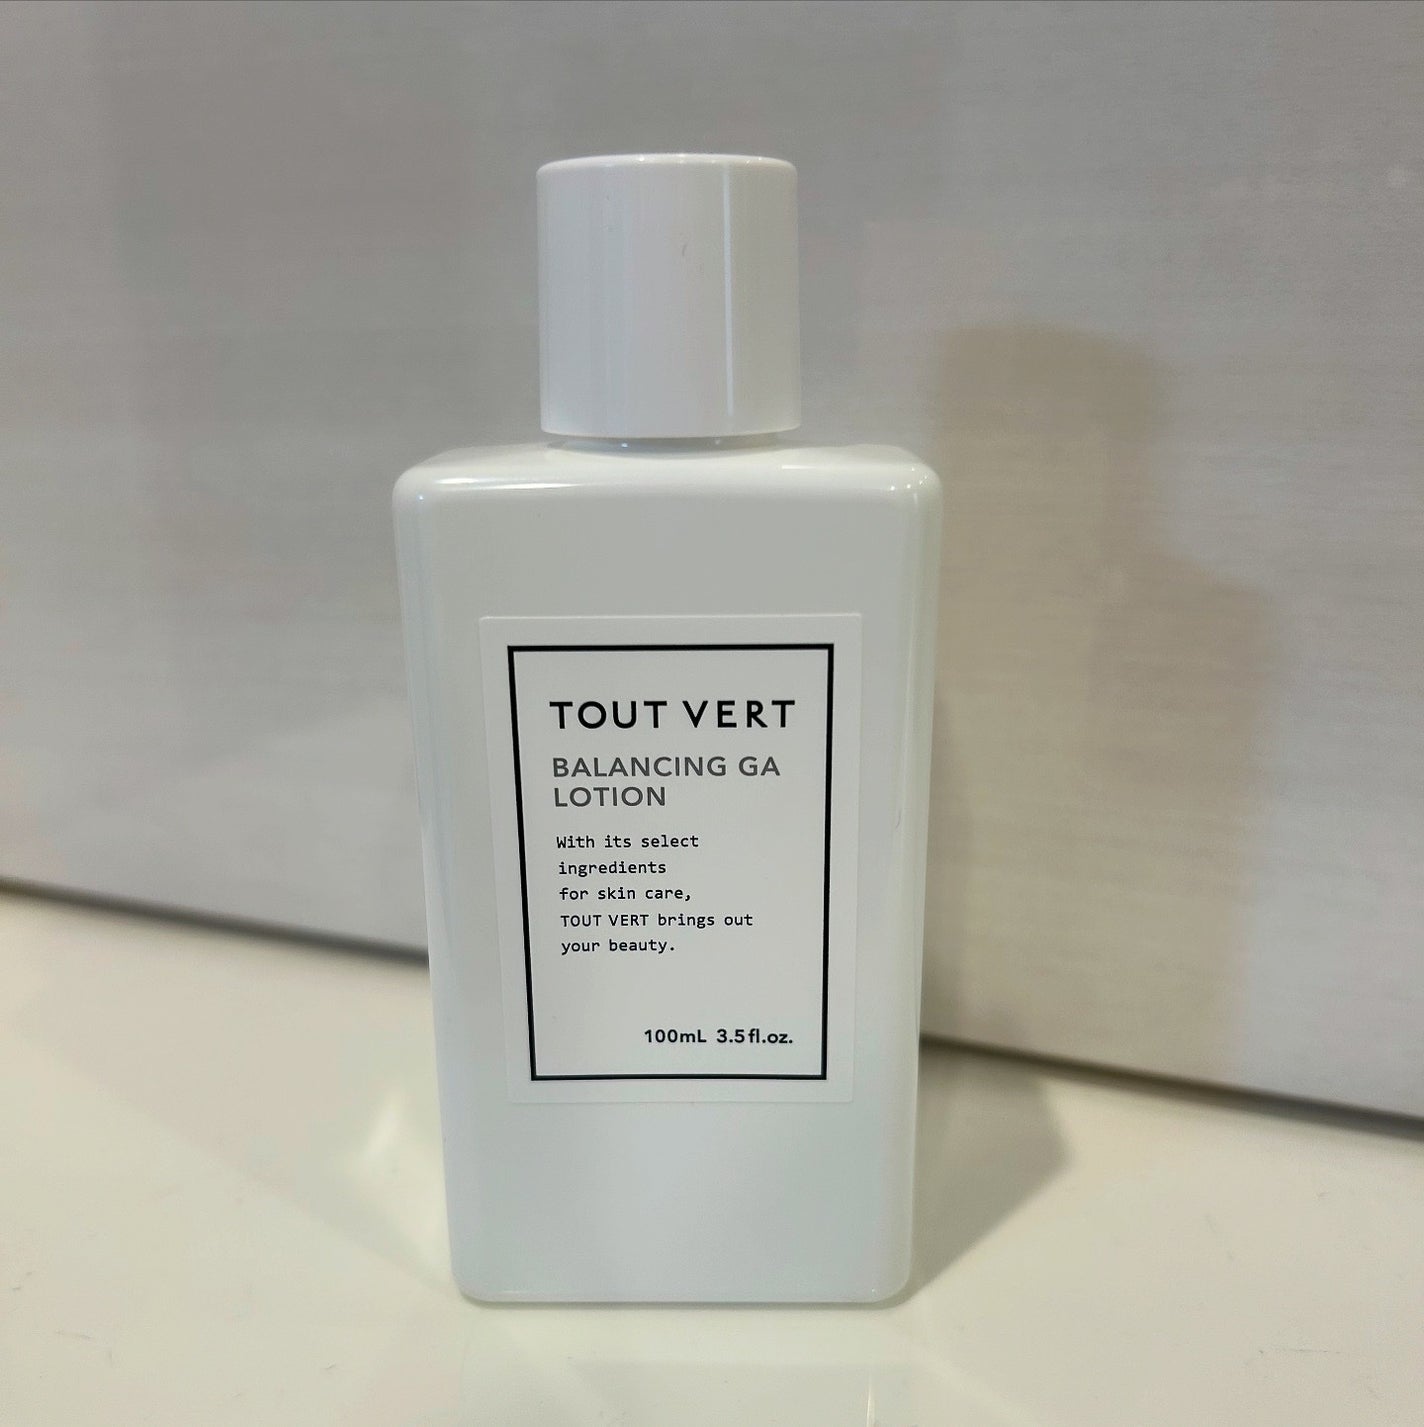 TOUT VERT
BALANCING GA
LOTION
With its select
ingredients
for skin care,
TOUT VERT brings out
your beauty.
100mL 3.5fl.oz.